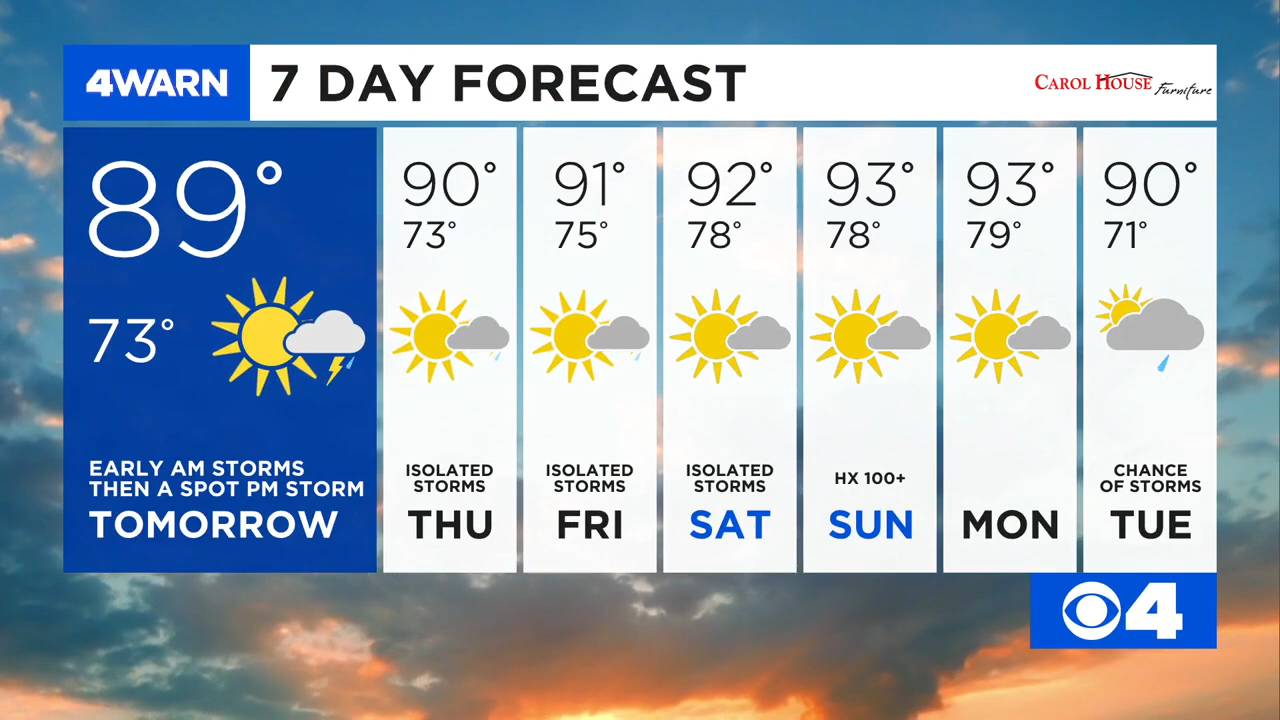 4WARN
7 DAY FORECAST
CAROL HOUSE
Furniture
89°
73°
EARLY AM STORMS
THEN A SPOT PM STORM
TOMORROW
90°
73°
ISOLATED
STORMS
THU
91°
75°
ISOLATED
STORMS
FRI
92°
78°
ISOLATED
STORMS
SAT
93°
78°
HX 100+
SUN
93°
79°
MON
90°
71°
CHANCE
OF STORMS
TUE
4